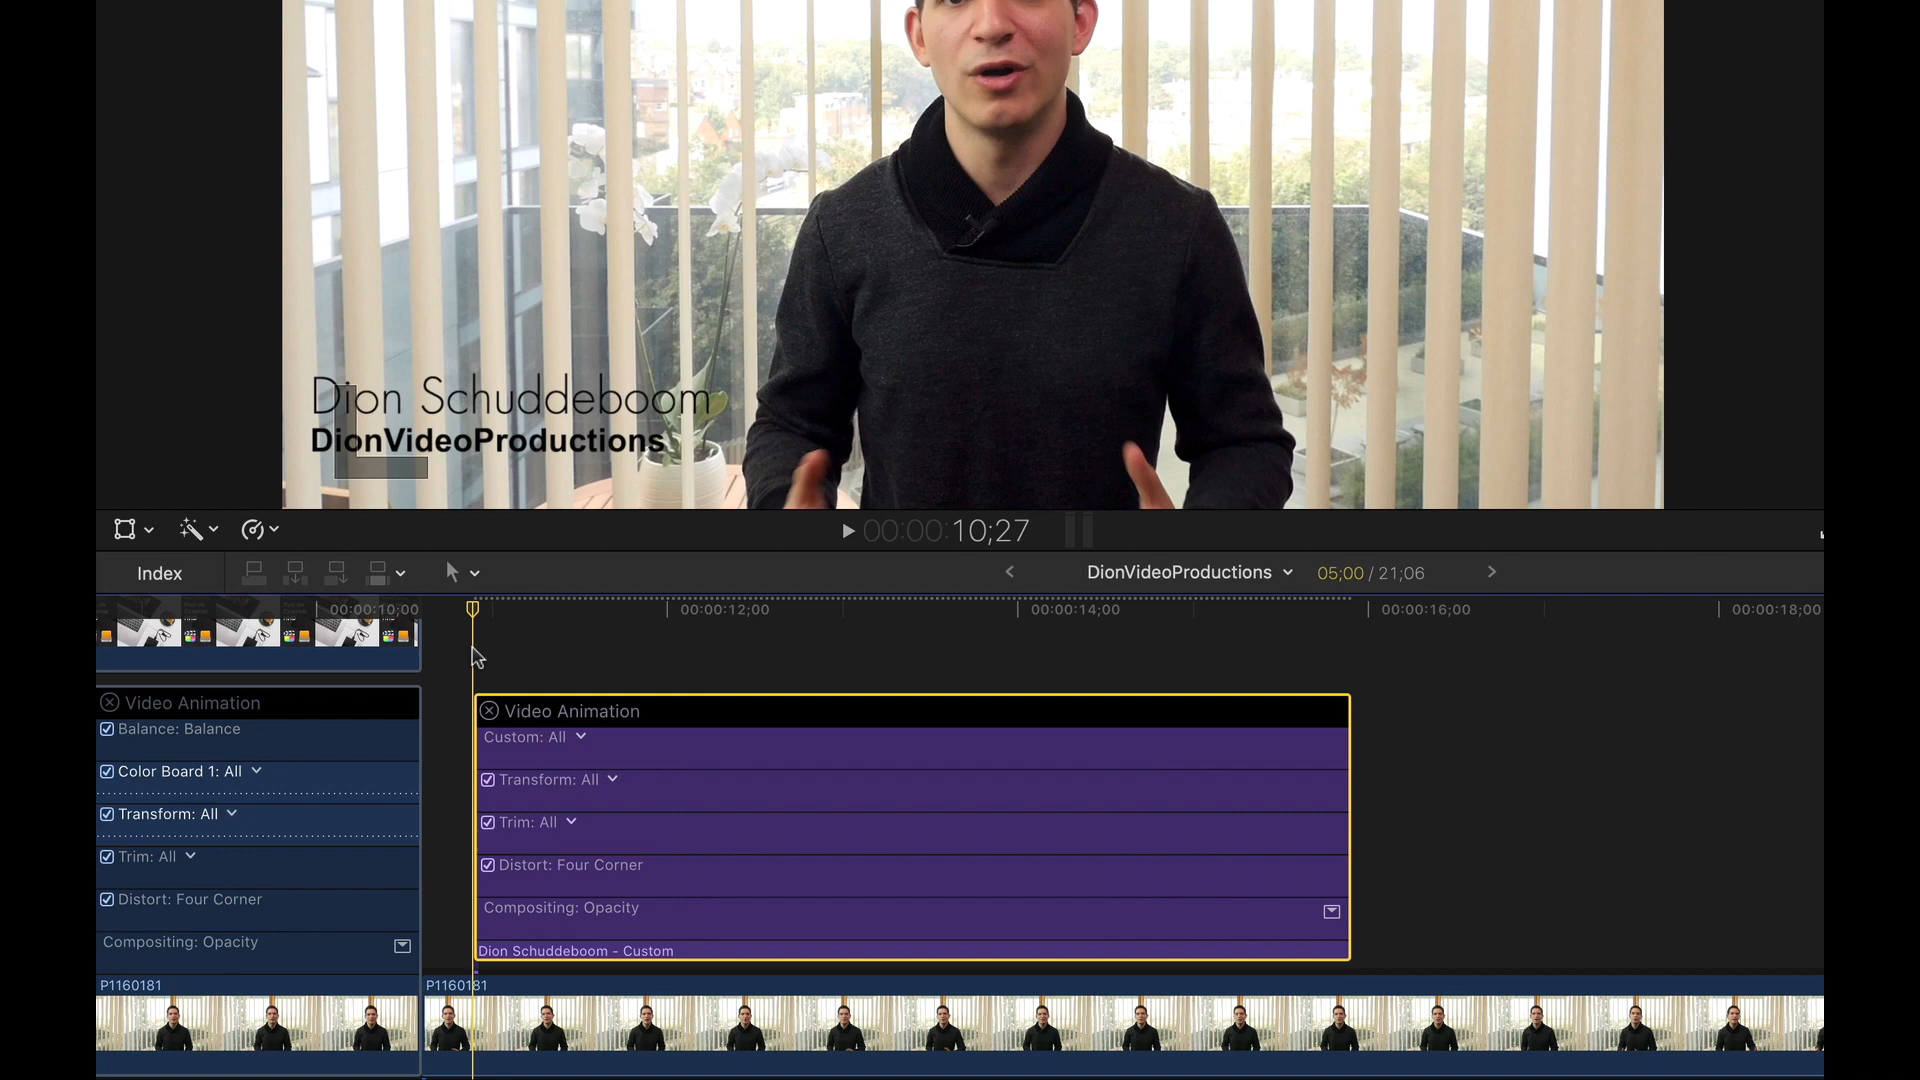 Dion Schuddeboom
DionVideoProductions
00:00:10;27
Index
DionVideoProductions
05;00 / 21;06
00:00:10;00
00:00:12;00
00:00:14;00
00:00:16;00
00:00:18;00
Video Animation
Balance: Balance
Color Board 1: All
Transform: All
Trim: All
Distort: Four Corner
Compositing: Opacity
Video Animation
Custom: All
Transform: All
Trim: All
Distort: Four Corner
Compositing: Opacity
Dion Schuddeboom - Custom
P1160181
P1160181